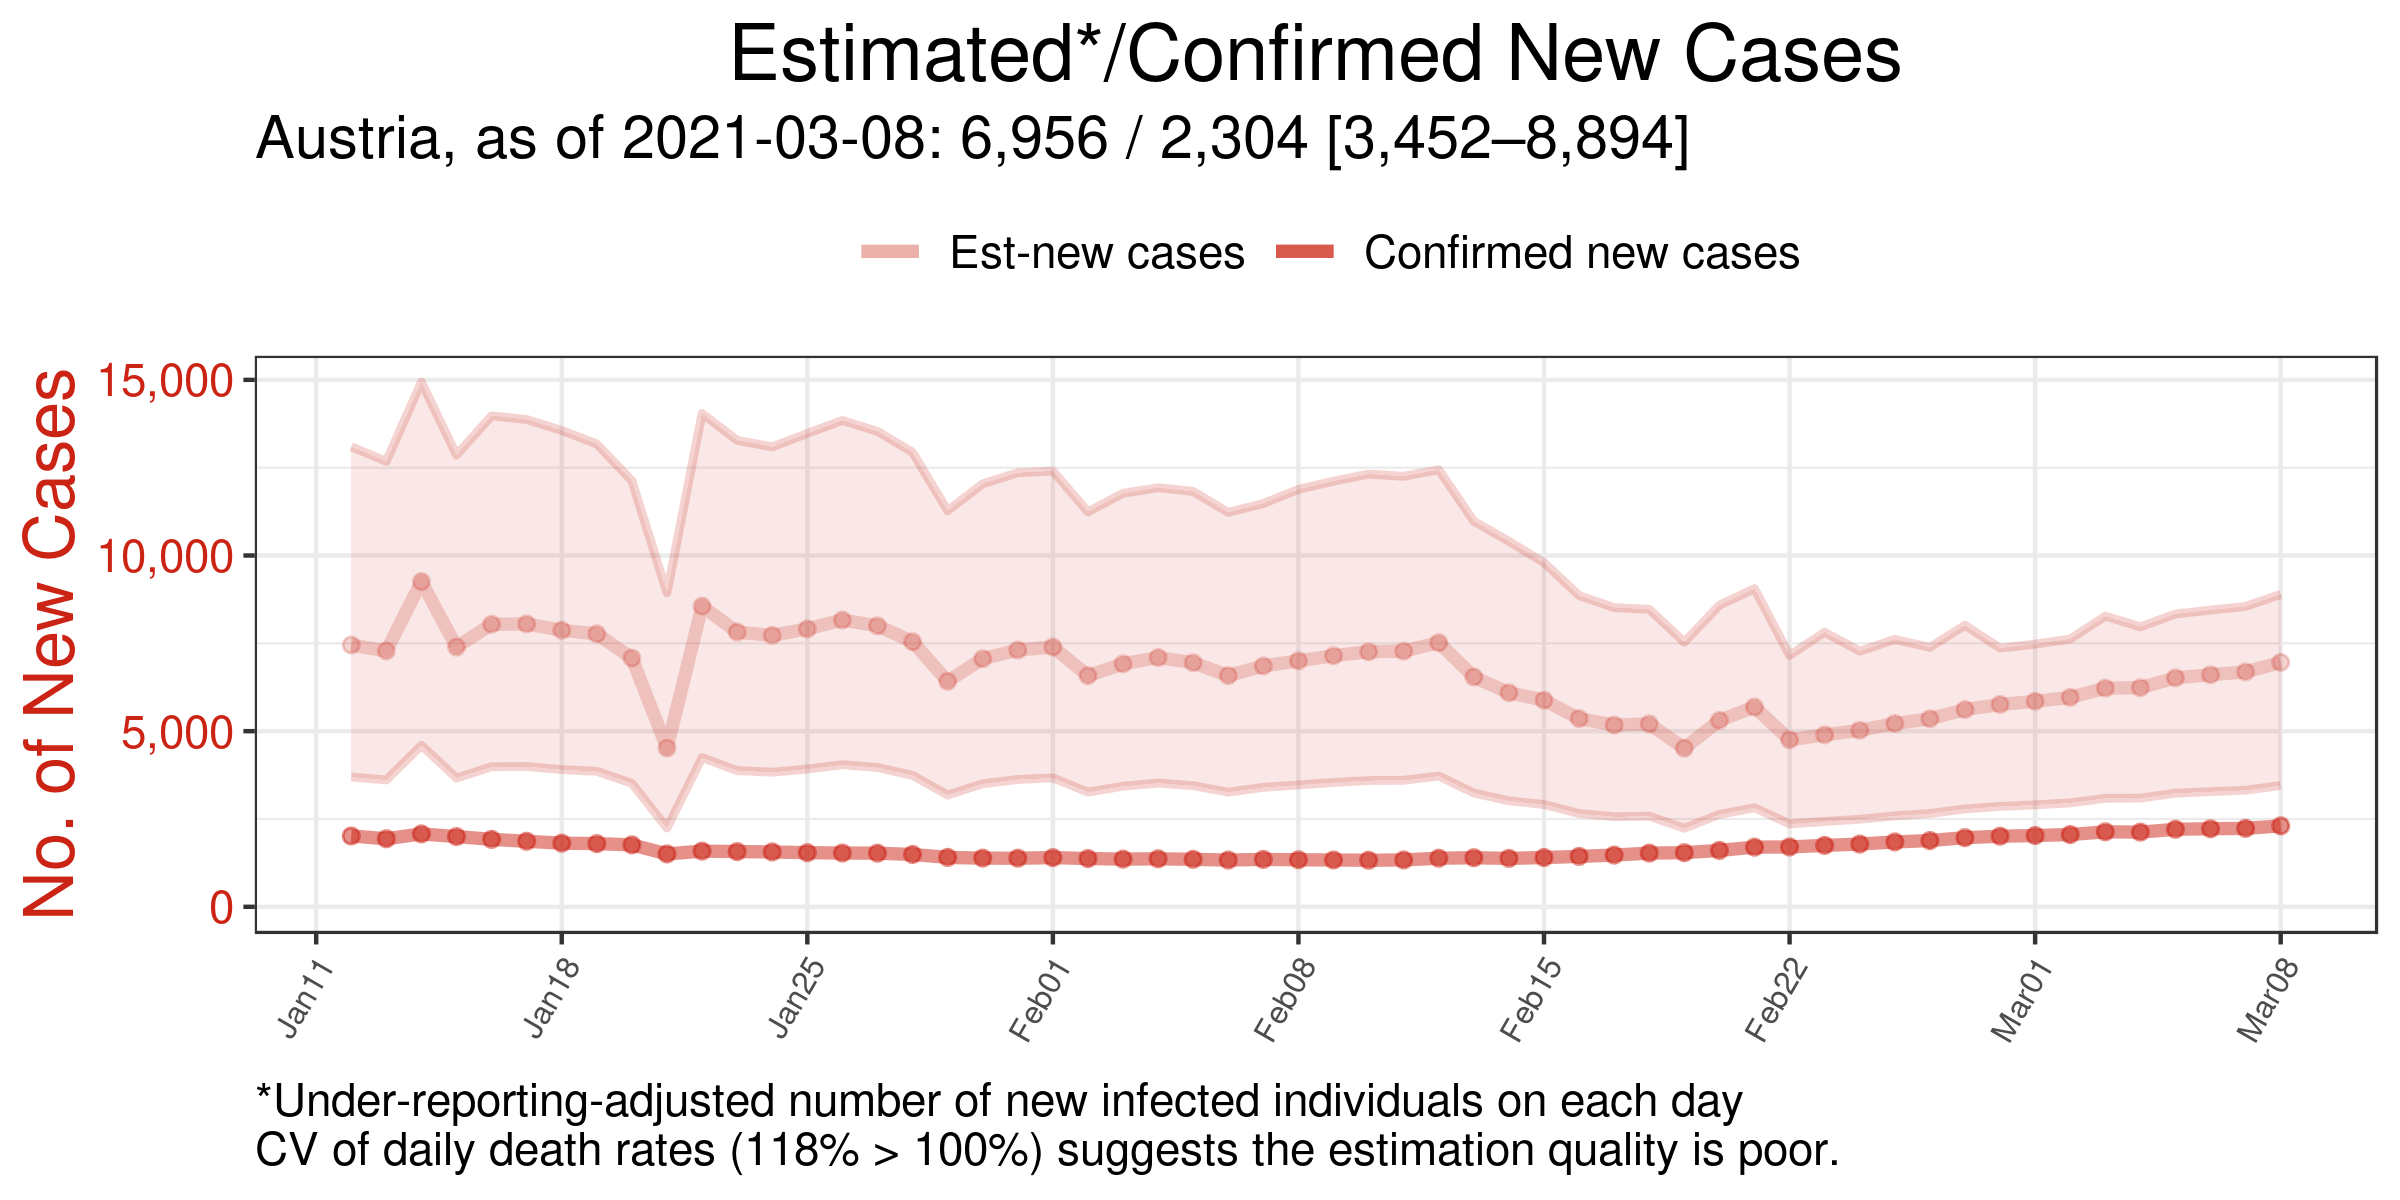 Estimated*/Confirmed New Cases
Austria, as of 2021-03-08: 6,956 / 2,304 [3,452–8,894]
Est-new cases
Confirmed new cases
No. of New Cases
15,000
10,000
5,000
0
Jan11
Jan18
Jan25
Feb01
Feb08
Feb15
Feb22
Mar01
Mar08
*Under-reporting-adjusted number of new infected individuals on each day
CV of daily death rates (118% > 100%) suggests the estimation quality is poor.